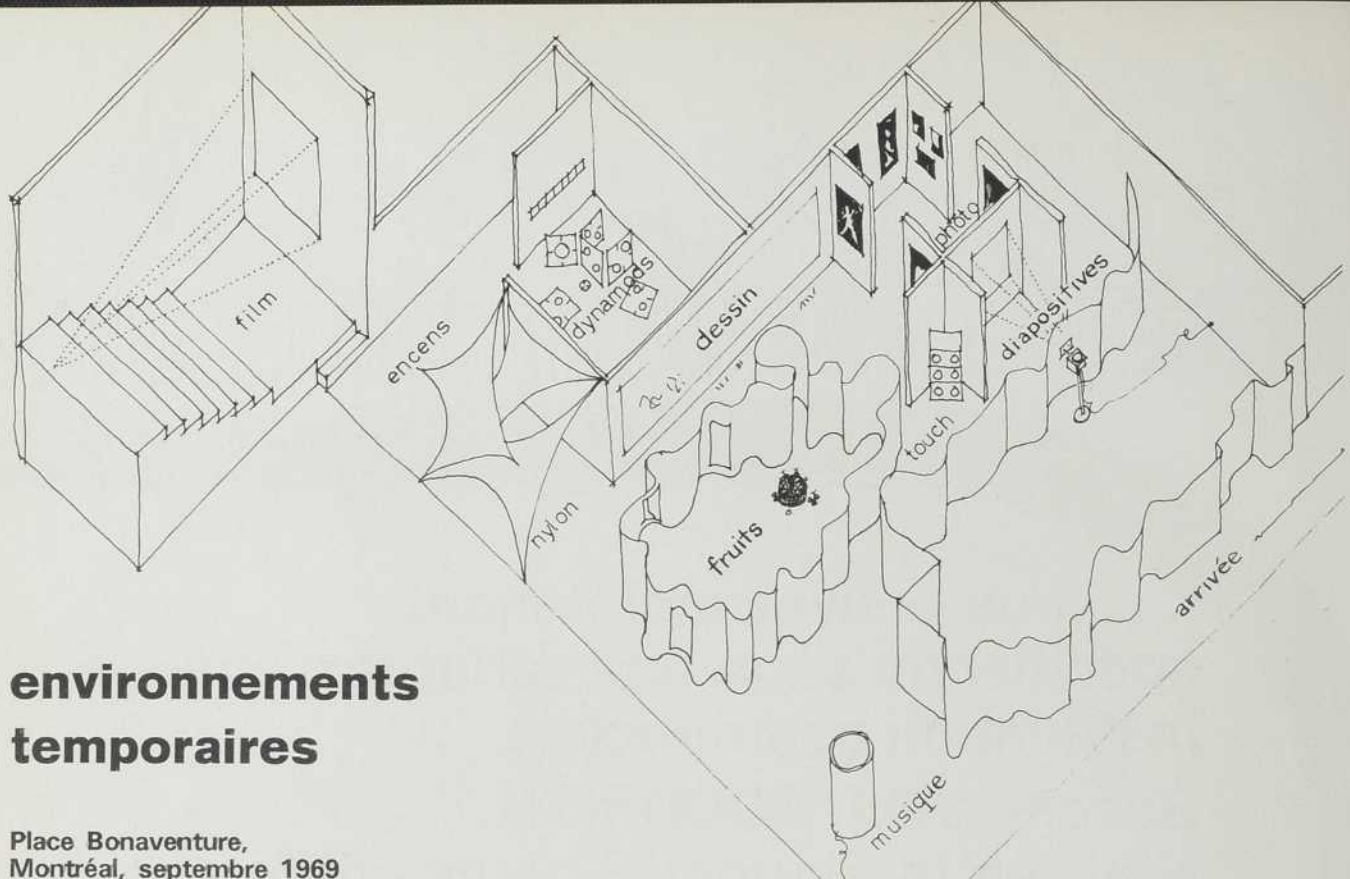 film
encens
dynamods
dessin
photo
diapositives
touch
nylon
fruits
arrivée
musique
environnements
temporaires
Place Bonaventure,
Montréal, septembre 1969